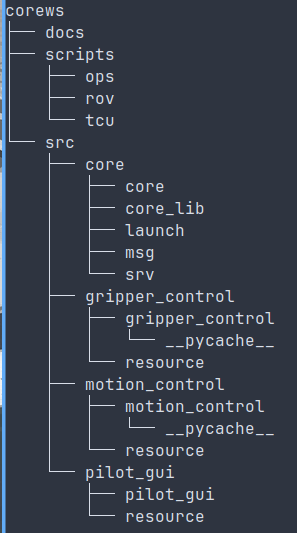 corews
├── docs
├── scripts
│   ├── ops
│   ├── rov
│   └── tcu
└── src
    ├── core
    │   ├── core
    │   ├── core_lib
    │   ├── launch
    │   ├── msg
    │   └── srv
    ├── gripper_control
    │   ├── gripper_control
    │   │   └── __pycache__
    │   └── resource
    ├── motion_control
    │   ├── motion_control
    │   │   └── __pycache__
    │   └── resource
    └── pilot_gui
        ├── pilot_gui
        └── resource